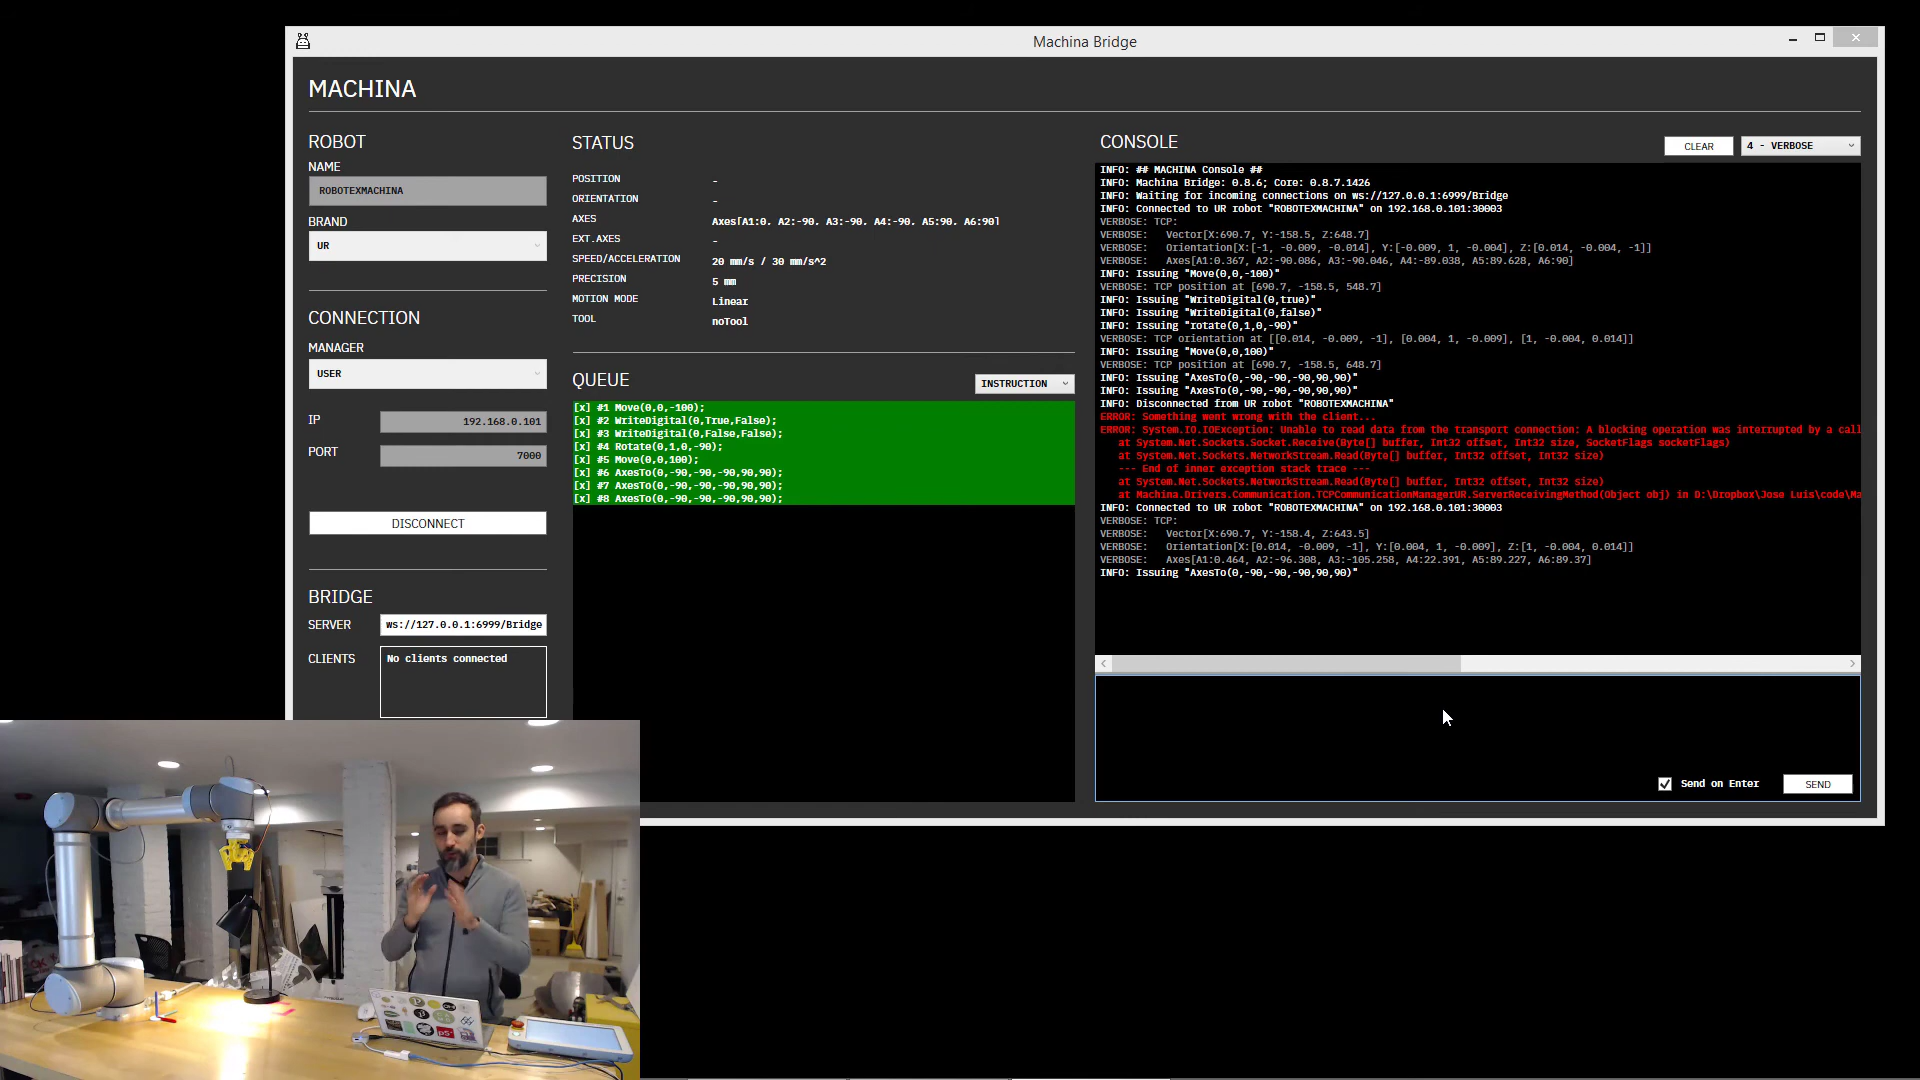 Machina Bridge
MACHINA
ROBOT
NAME
ROBOTEXMACHINA
BRAND
UR
CONNECTION
MANAGER
USER
IP
192.168.0.101
PORT
7000
DISCONNECT
BRIDGE
SERVER
ws://127.0.0.1:6999/Bridge
CLIENTS
No clients connected
STATUS
POSITION -
ORIENTATION -
AXES Axes[A1:0, A2:-90, A3:-90, A4:-90, A5:90, A6:90]
EXT.AXES -
SPEED/ACCELERATION 20 mm/s / 30 mm/s^2
PRECISION 5 mm
MOTION MODE Linear
TOOL noTool
QUEUE
INSTRUCTION
[x] #1 Move(0,0,-100);
[x] #2 WriteDigital(0,True,False);
[x] #3 WriteDigital(0,False,False);
[x] #4 Rotate(0,1,0,-90);
[x] #5 Move(0,0,100);
[x] #6 AxesTo(0,-90,-90,-90,90,90);
[x] #7 AxesTo(0,-90,-90,-90,90,90);
[x] #8 AxesTo(0,-90,-90,-90,90,90);
CONSOLE
CLEAR
4 - VERBOSE
INFO: ## MACHINA Console ##
INFO: Machina Bridge: 0.8.6; Core: 0.8.7.1426
INFO: Waiting for incoming connections on ws://127.0.0.1:6999/Bridge
INFO: Connected to UR robot "ROBOTEXMACHINA" on 192.168.0.101:30003
VERBOSE: TCP:
VERBOSE:   Vector[X:690.7, Y:-158.5, Z:648.7]
VERBOSE:   Orientation[X:[-1, -0.009, -0.014], Y:[-0.009, 1, -0.004], Z:[0.014, -0.004, -1]]
VERBOSE:   Axes[A1:0.367, A2:-90.086, A3:-90.046, A4:-89.038, A5:89.628, A6:90]
INFO: Issuing "Move(0,0,-100)"
VERBOSE: TCP position at [690.7, -158.5, 548.7]
INFO: Issuing "WriteDigital(0,true)"
INFO: Issuing "WriteDigital(0,false)"
INFO: Issuing "rotate(0,1,0,-90)"
VERBOSE: TCP orientation at [[0.014, -0.009, -1], [0.004, 1, -0.009], [1, -0.004, 0.014]]
INFO: Issuing "Move(0,0,100)"
VERBOSE: TCP position at [690.7, -158.5, 648.7]
INFO: Issuing "AxesTo(0,-90,-90,-90,90,90)"
INFO: Issuing "AxesTo(0,-90,-90,-90,90,90)"
INFO: Disconnected from UR robot "ROBOTEXMACHINA"
ERROR: Something went wrong with the client...
ERROR: System.IO.IOException: Unable to read data from the transport connection: A blocking operation was interrupted by a call
at System.Net.Sockets.Socket.Receive(Byte[] buffer, Int32 offset, Int32 size, SocketFlags socketFlags)
at System.Net.Sockets.NetworkStream.Read(Byte[] buffer, Int32 offset, Int32 size)
--- End of inner exception stack trace ---
at System.Net.Sockets.NetworkStream.Read(Byte[] buffer, Int32 offset, Int32 size)
at Machina.Drivers.Communication.TCPCommunicationManagerUR.ServerReceivingMethod(Object obj) in D:\Dropbox\Jose Luis\code\Ma
INFO: Connected to UR robot "ROBOTEXMACHINA" on 192.168.0.101:30003
VERBOSE: TCP:
VERBOSE:   Vector[X:690.7, Y:-158.4, Z:643.5]
VERBOSE:   Orientation[X:[0.014, -0.009, -1], Y:[0.004, 1, -0.009], Z:[1, -0.004, 0.014]]
VERBOSE:   Axes[A1:0.464, A2:-96.308, A3:-105.258, A4:22.391, A5:89.227, A6:89.37]
INFO: Issuing "AxesTo(0,-90,-90,-90,90,90)"
Send on Enter
SEND